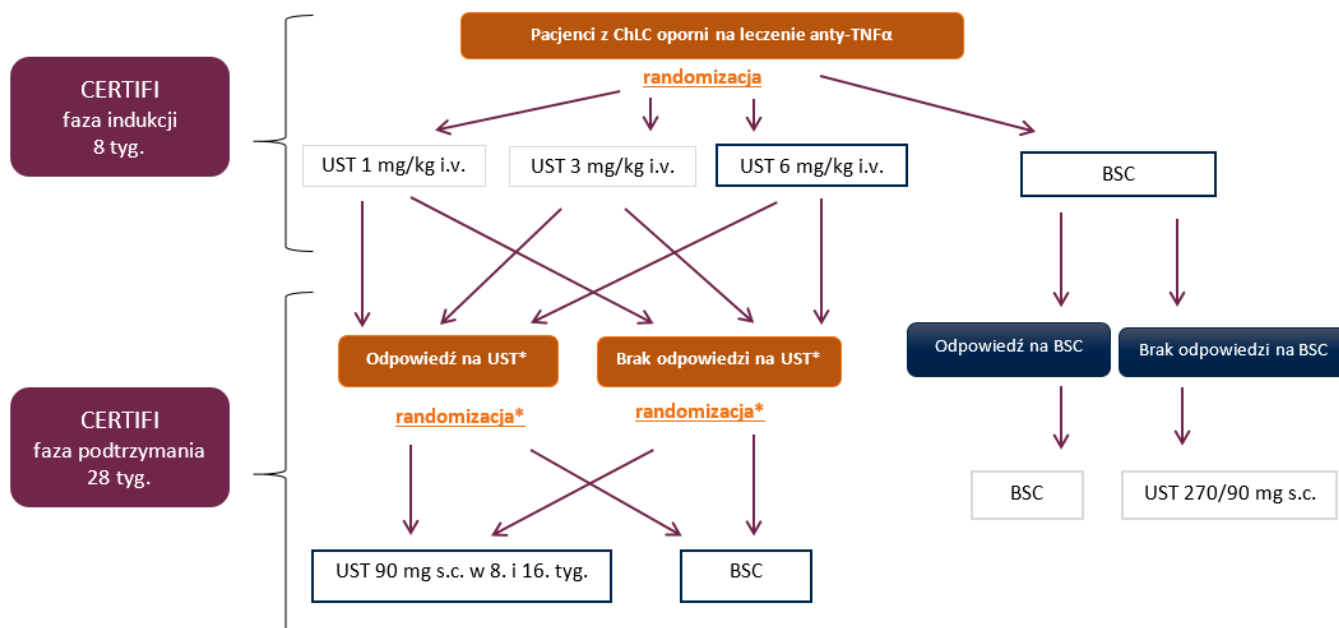 Pacjenci z ChLC oporni na leczenie anty-TNFα
randomizacja
CERTIFI
faza indukcji
8 tyg.
UST 1 mg/kg i.v.
UST 3 mg/kg i.v.
UST 6 mg/kg i.v.
BSC
Odpowiedź na UST*
Brak odpowiedzi na UST*
Odpowiedź na BSC
Brak odpowiedzi na BSC
randomizacja*
randomizacja*
CERTIFI
faza podtrzymania
28 tyg.
BSC
UST 270/90 mg s.c.
UST 90 mg s.c. w 8. i 16. tyg.
BSC